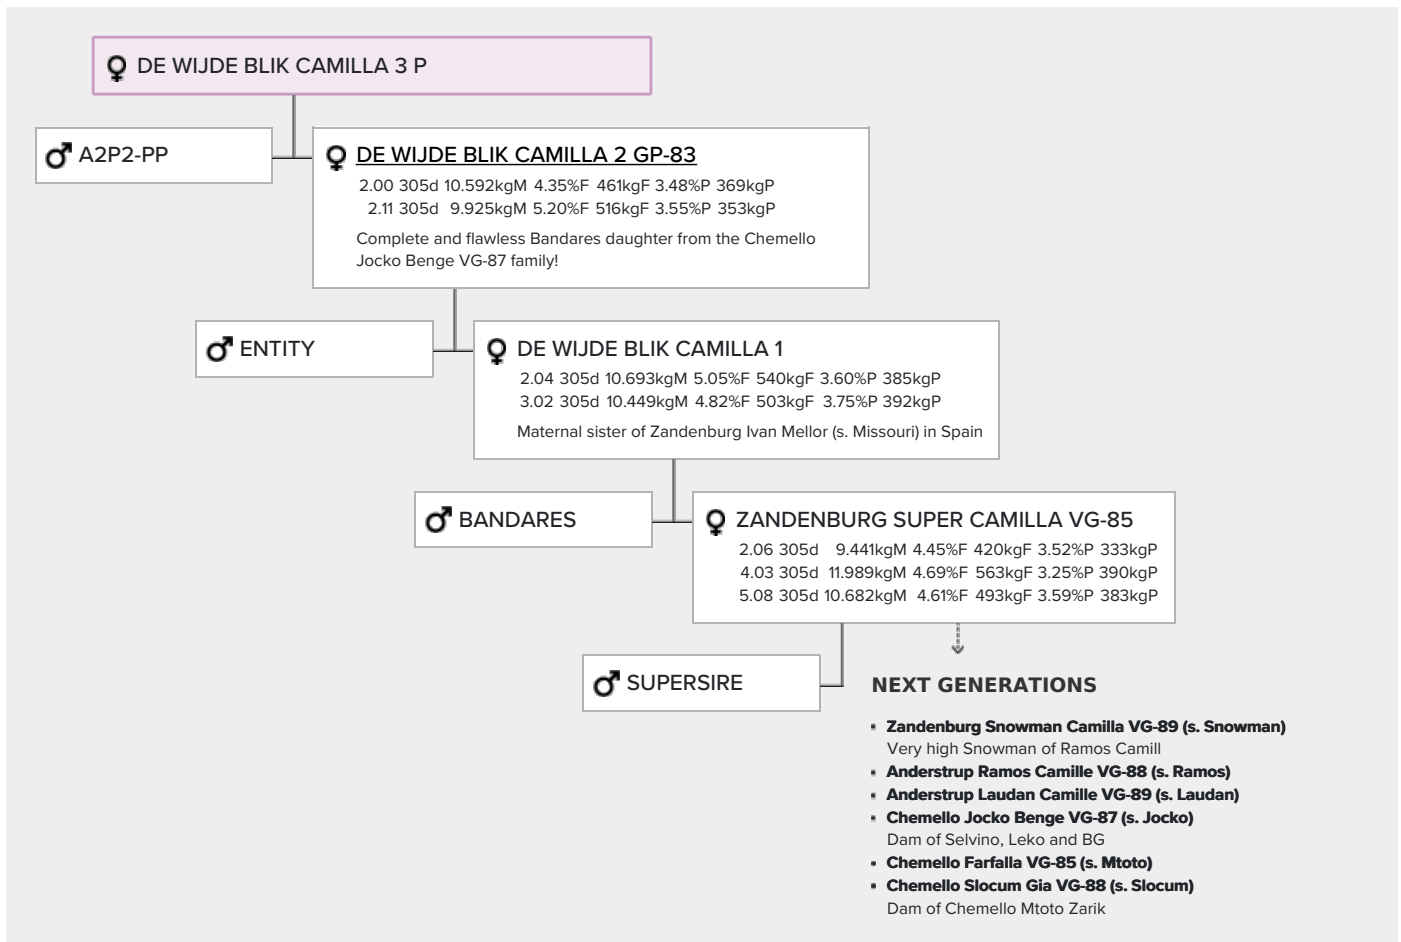 DE WIJDE BLIK CAMILLA 3 P
A2P2-PP
DE WIJDE BLIK CAMILLA 2 GP-83
2.00 305d 10.592kgM 4.35%F 461kgF 3.48%P 369kgP
2.11 305d 9.925kgM 5.20%F 516kgF 3.55%P 353kgP
Complete and flawless Bandares daughter from the Chemello
Jocko Benge VG-87 family!
ENTITY
DE WIJDE BLIK CAMILLA 1
2.04 305d 10.693kgM 5.05%F 540kgF 3.60%P 385kgP
3.02 305d 10.449kgM 4.82%F 503kgF 3.75%P 392kgP
Maternal sister of Zandenburg Ivan Mellor (s. Missouri) in Spain
BANDARES
ZANDENBURG SUPER CAMILLA VG-85
2.06 305d 9.441kgM 4.45%F 420kgF 3.52%P 333kgP
4.03 305d 11.989kgM 4.69%F 563kgF 3.25%P 390kgP
5.08 305d 10.682kgM 4.61%F 493kgF 3.59%P 383kgP
SUPERSIRE
NEXT GENERATIONS
Zandenburg Snowman Camilla VG-89 (s. Snowman)
Very high Snowman of Ramos Camill
Anderstrup Ramos Camille VG-88 (s. Ramos)
Anderstrup Laudan Camille VG-89 (s. Laudan)
Chemello Jocko Benge VG-87 (s. Jocko)
Dam of Selvino, Leko and BG
Chemello Farfalla VG-85 (s. Mtoto)
Chemello Slocum Gia VG-88 (s. Slocum)
Dam of Chemello Mtoto Zarik